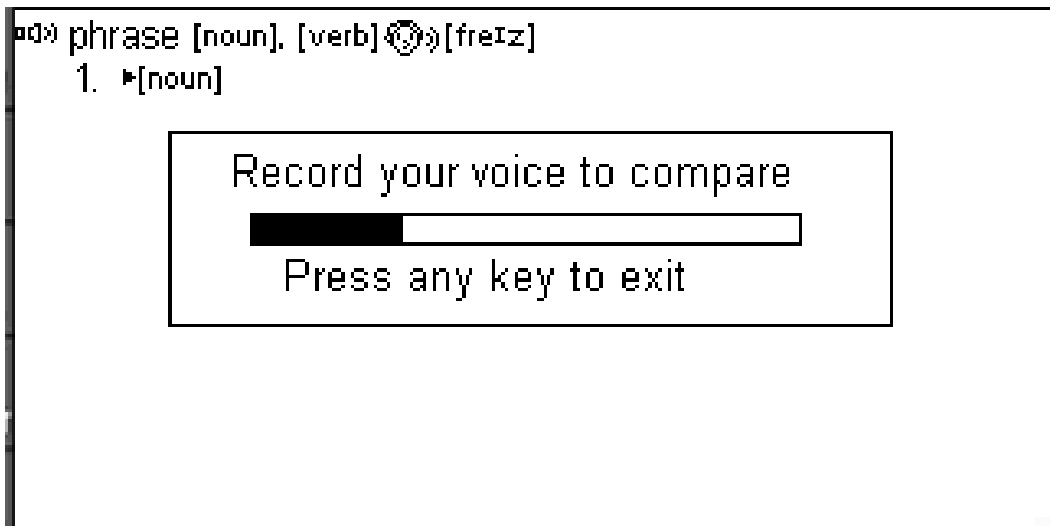 phrase [noun], [verb] [freɪz]
1. ▶[noun]
Record your voice to compare
Press any key to exit